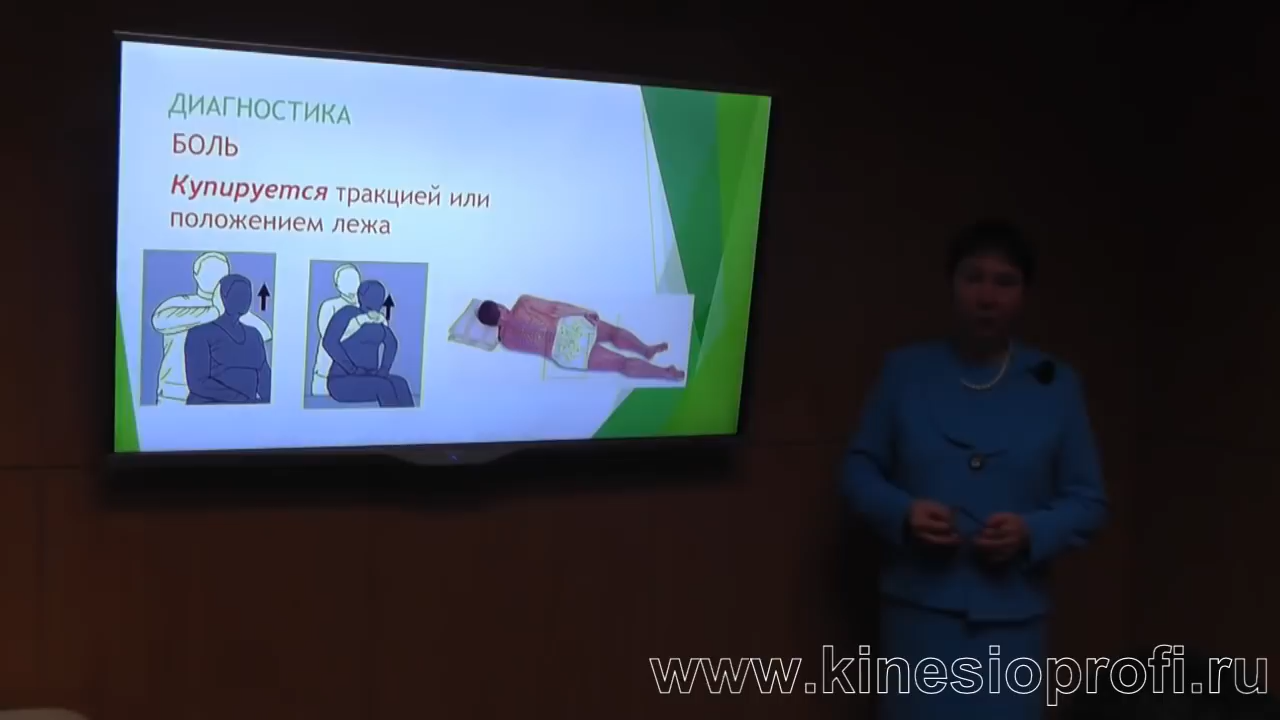 ДИАГНОСТИКА
БОЛЬ
Купируется тракцией или
положением лежа
www.kinesioprofi.ru